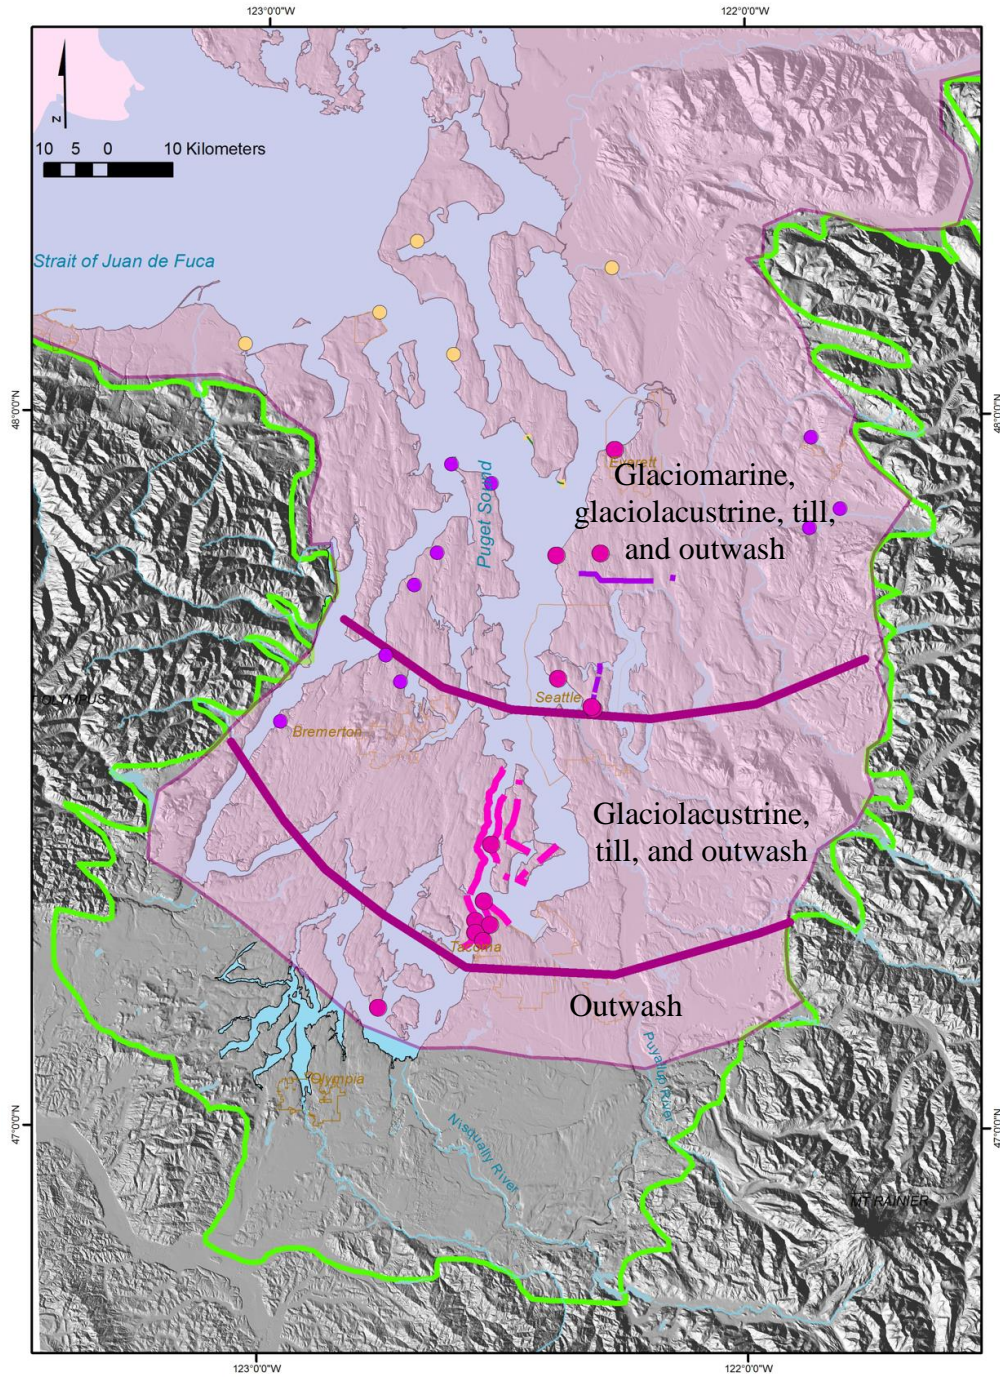 123°0'0"W
122°0'0"W
N
10 5 0 10 Kilometers
Strait of Juan de Fuca
48°0'0"N
48°0'0"N
Puget Sound
Everett
Glaciomarine,
glaciolacustrine, till,
and outwash
OLYMPUS
Seattle
Bremerton
Glaciolacustrine,
till, and outwash
Tacoma
Outwash
Puyallup River
Olympia
Nisqually River
47°0'0"N
47°0'0"N
MT RAINIER
123°0'0"W
122°0'0"W